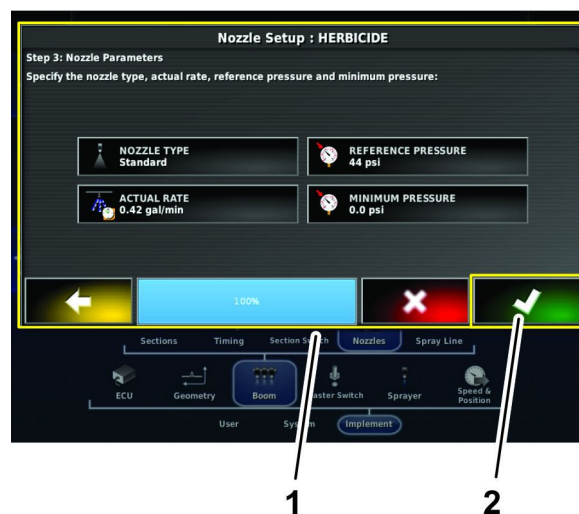 Nozzle Setup : HERBICIDE
Step 3: Nozzle Parameters
Specify the nozzle type, actual rate, reference pressure and minimum pressure:
NOZZLE TYPE
Standard
REFERENCE PRESSURE
44 psi
ACTUAL RATE
0.42 gal/min
MINIMUM PRESSURE
0.0 psi
100%
Sections Timing Section Nozzles Spray Line
ECU Geometry Boom Switch Sprayer Speed &
Position
User Implement
1 2